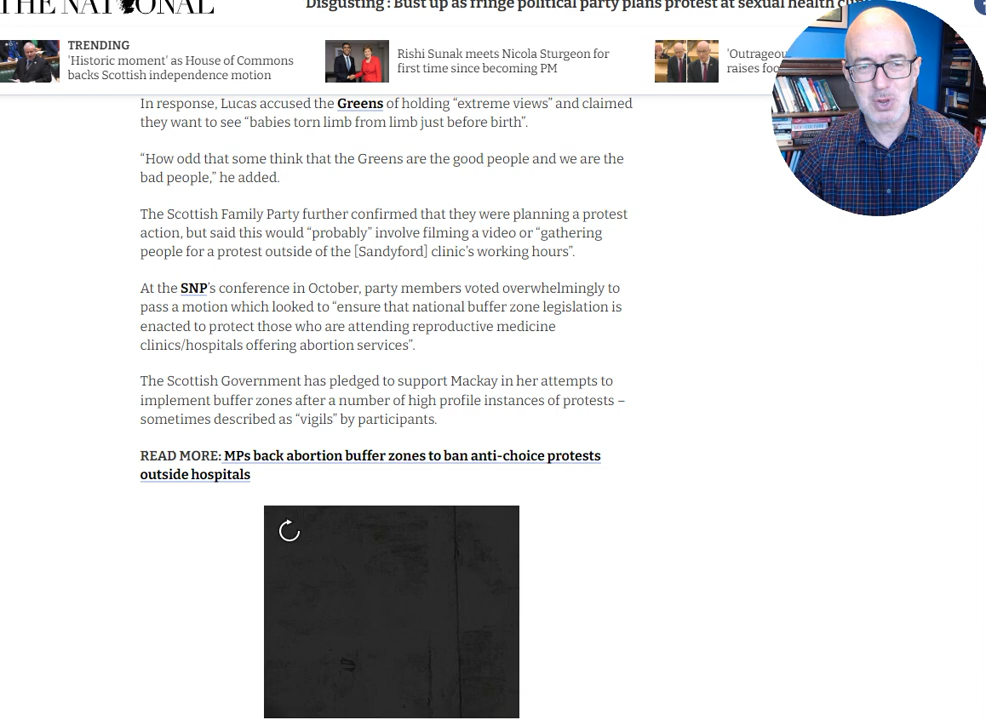 THE NATIONAL
Disgusting': Bust up as fringe political party plans protest at sexual health
TRENDING
'Historic moment' as House of Commons
backs Scottish independence motion
Rishi Sunak meets Nicola Sturgeon for
first time since becoming PM
raises
In response, Lucas accused the Greens of holding “extreme views” and claimed
they want to see “babies torn limb from limb just before birth”.
“How odd that some think that the Greens are the good people and we are the
bad people,” he added.
The Scottish Family Party further confirmed that they were planning a protest
action, but said this would “probably” involve filming a video or “gathering
people for a protest outside of the [Sandyford] clinic’s working hours”.
At the SNP’s conference in October, party members voted overwhelmingly to
pass a motion which looked to “ensure that national buffer zone legislation is
enacted to protect those who are attending reproductive medicine
clinics/hospitals offering abortion services”.
The Scottish Government has pledged to support Mackay in her attempts to
implement buffer zones after a number of high profile instances of protests –
sometimes described as “vigils” by participants.
READ MORE: MPs back abortion buffer zones to ban anti-choice protests
outside hospitals